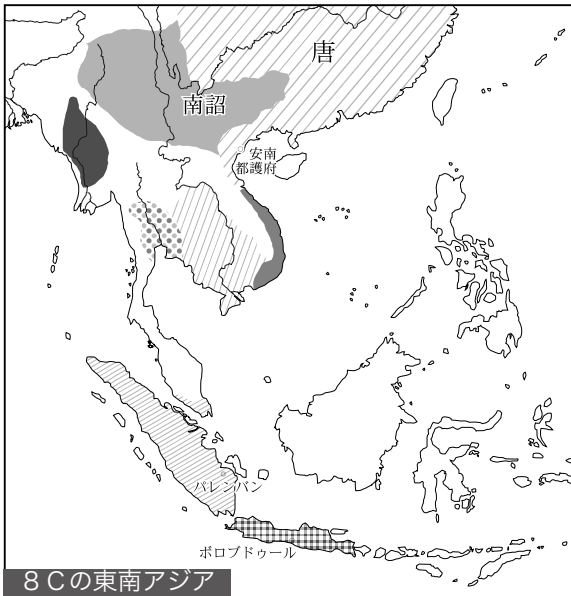 唐
南詔
安南
都護府
パレンバン
ボロブドゥール
８Ｃの東南アジア